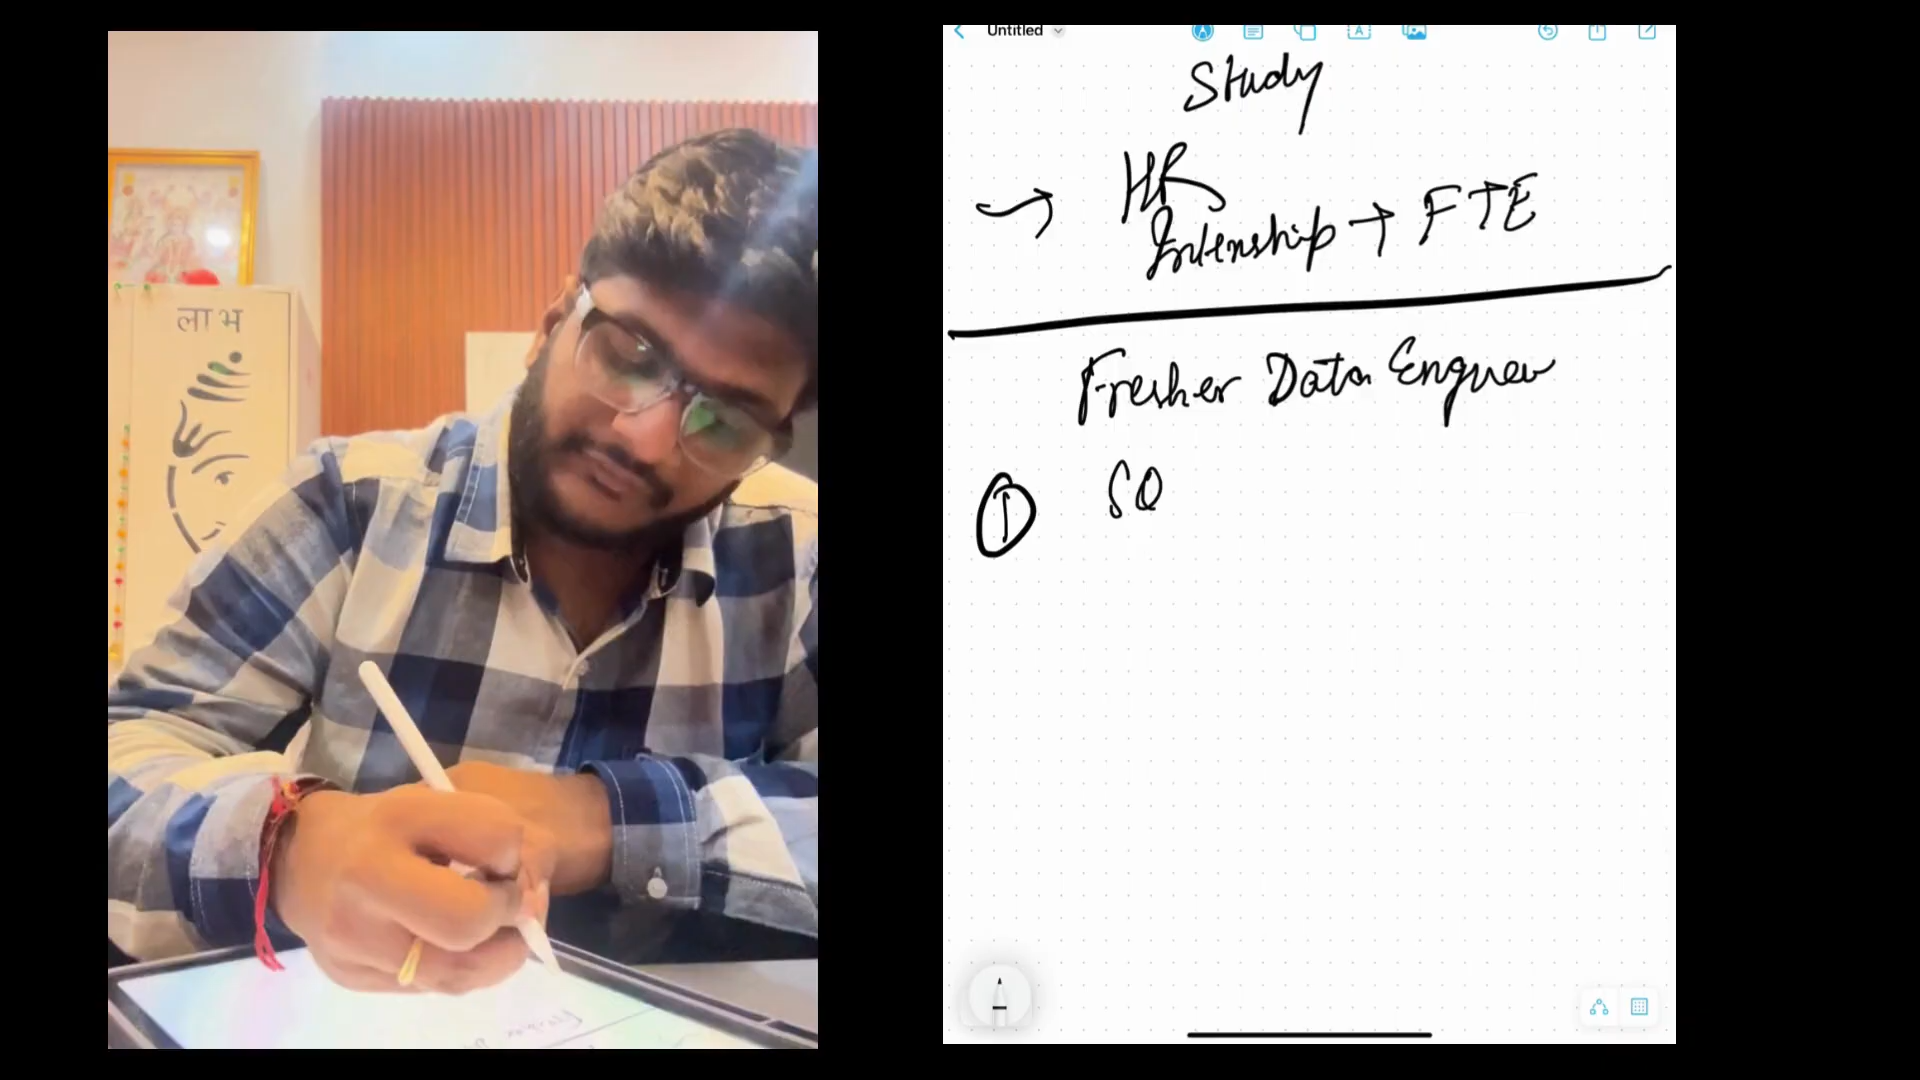 लाभ
Untitled
Study
HR
Internship → FTE
Fresher Data Engineer
① SQ